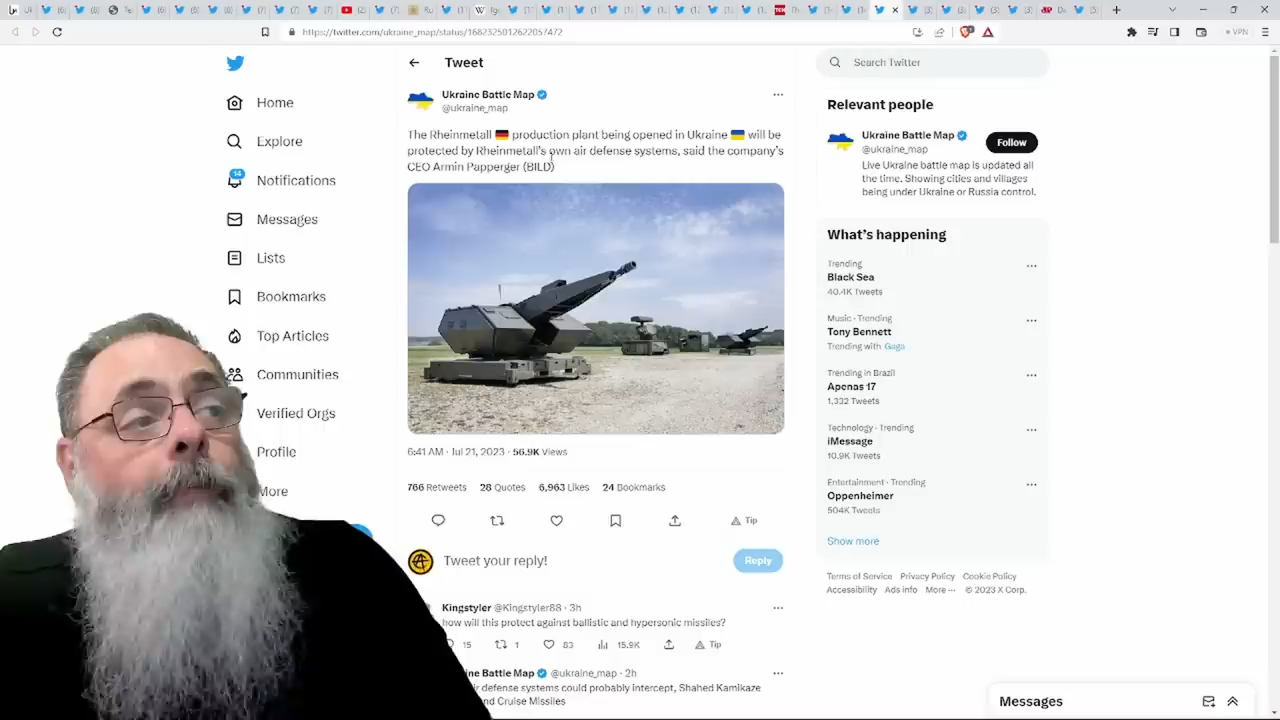 https://twitter.com/ukraine_map/status/1682325012622057472
VPN
Tweet
Home
Explore
14
Notifications
Messages
Lists
Bookmarks
Top Articles
Communities
Verified Orgs
Profile
More
Ukraine Battle Map
@ukraine_map
The Rheinmetall production plant being opened in Ukraine will be
protected by Rheinmetall's own air defense systems, said the company's
CEO Armin Papperger (BILD)
6:41 AM · Jul 21, 2023 · 56.9K Views
766 Retweets 28 Quotes 6,963 Likes 24 Bookmarks
Tip
Tweet your reply!
Reply
Kingstyler @Kingstyler88 · 3h
how will this protect against ballistic and hypersonic missiles?
15 1 83 15.9K Tip
ne Battle Map @ukraine_map · 2h
ir defense systems could probably intercept, Shahed Kamikaze
nd Cruise Missiles
Search Twitter
Relevant people
Ukraine Battle Map
@ukraine_map
Follow
Live Ukraine battle map is updated all
the time. Showing cities and villages
being under Ukraine or Russia control.
What's happening
Trending
Black Sea
40.4K Tweets
Music · Trending
Tony Bennett
Trending with Gaga
Trending in Brazil
Apenas 17
1,332 Tweets
Technology · Trending
iMessage
10.9K Tweets
Entertainment · Trending
Oppenheimer
504K Tweets
Show more
Terms of Service Privacy Policy Cookie Policy
Accessibility Ads info More ··· © 2023 X Corp.
Messages